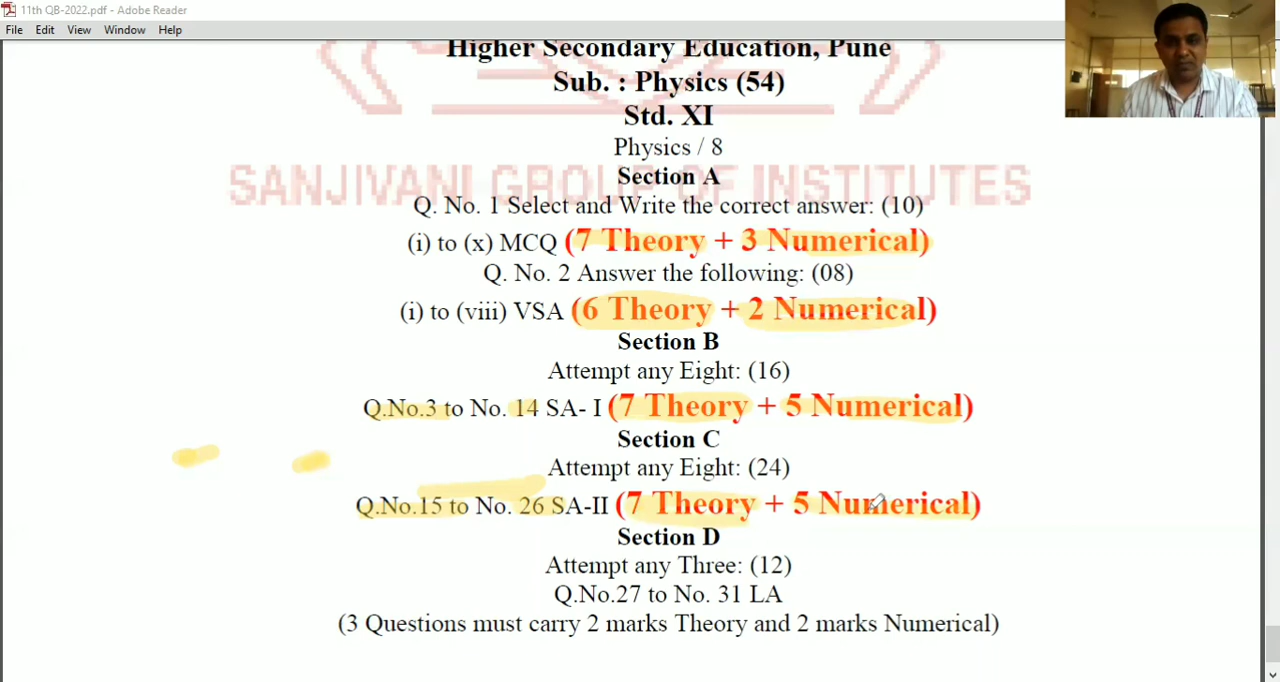 11th QB-2022.pdf - Adobe Reader
File Edit View Window Help
Higher Secondary Education, Pune
Sub. : Physics (54)
Std. XI
Physics / 8
Section A
SANJIVANI GROUP OF INSTITUTES
Q. No. 1 Select and Write the correct answer: (10)
(i) to (x) MCQ (7 Theory + 3 Numerical)
Q. No. 2 Answer the following: (08)
(i) to (viii) VSA (6 Theory + 2 Numerical)
Section B
Attempt any Eight: (16)
Q.No.3 to No. 14 SA- I (7 Theory + 5 Numerical)
Section C
Attempt any Eight: (24)
Q.No.15 to No. 26 SA-II (7 Theory + 5 Numerical)
Section D
Attempt any Three: (12)
Q.No.27 to No. 31 LA
(3 Questions must carry 2 marks Theory and 2 marks Numerical)